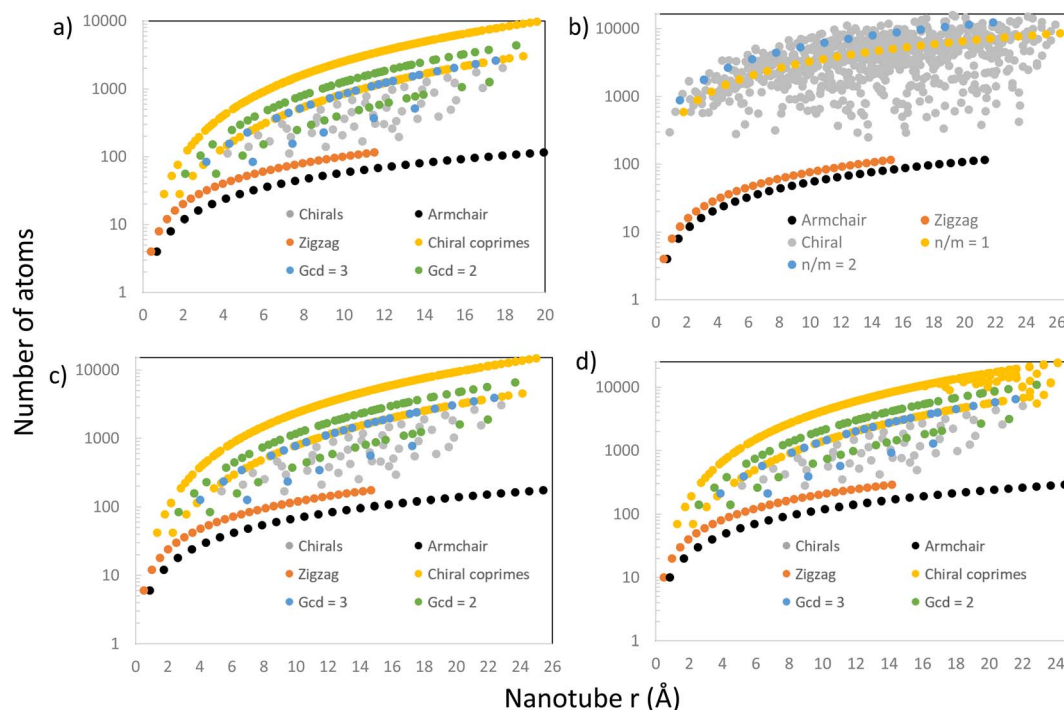 a)
10000
1000
100
10
1
Chirals
Armchair
Zigzag
Chiral coprimes
Gcd = 3
Gcd = 2
0 2 4 6 8 10 12 14 16 18 20
b)
10000
1000
100
10
1
Armchair
Zigzag
Chiral
n/m = 1
n/m = 2
0 2 4 6 8 10 12 14 16 18 20 22 24 26
Number of atoms
c)
10000
1000
100
10
1
Chirals
Armchair
Zigzag
Chiral coprimes
Gcd = 3
Gcd = 2
0 2 4 6 8 10 12 14 16 18 20 22 24 26
d)
10000
1000
100
10
1
Chirals
Armchair
Zigzag
Chiral coprimes
Gcd = 3
Gcd = 2
0 2 4 6 8 10 12 14 16 18 20 22 24
Nanotube r (Å)